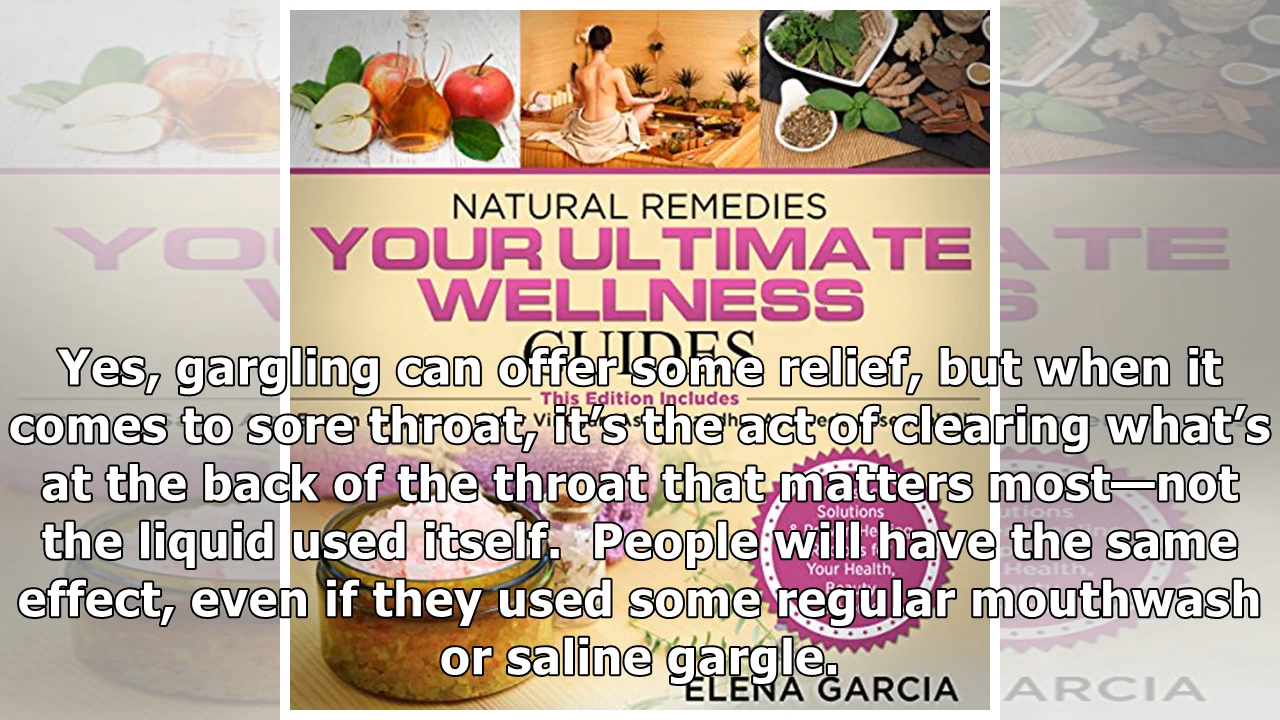 NATURAL REMEDIES
YOUR ULTIMATE
WELLNESS
GUIDES
Yes, gargling can offer some relief, but when it
This Edition Includes
comes to sore throat, it’s the act of clearing what’s
at the back of the throat that matters most—not
Solutions
the liquid used itself.  People will have the same
Your Health,
effect, even if they used some regular mouthwash
or saline gargle.
ELENA GARCIA